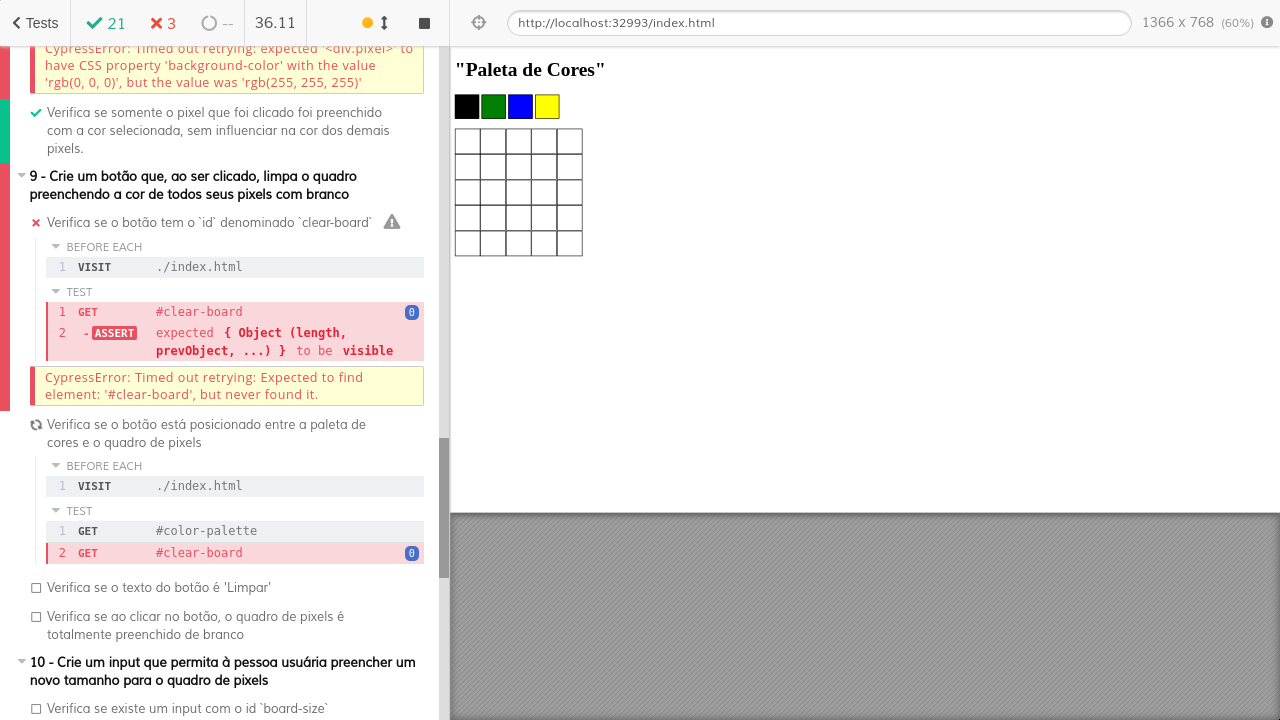 Tests 21 3 -- 36.11 http://localhost:32993/index.html 1366 x 768 (60%)
CypressError: Timed out retrying: expected '<div.pixel>' to
have CSS property 'background-color' with the value
'rgb(0, 0, 0)', but the value was 'rgb(255, 255, 255)'
Verifica se somente o pixel que foi clicado foi preenchido
com a cor selecionada, sem influenciar na cor dos demais
pixels.
9 - Crie um botão que, ao ser clicado, limpa o quadro
preenchendo a cor de todos seus pixels com branco
Verifica se o botão tem o `id` denominado `clear-board`
BEFORE EACH
1 VISIT ./index.html
TEST
1 GET #clear-board 0
2 -ASSERT expected { Object (length,
prevObject, ...) } to be visible
CypressError: Timed out retrying: Expected to find
element: '#clear-board', but never found it.
Verifica se o botão está posicionado entre a paleta de
cores e o quadro de pixels
BEFORE EACH
1 VISIT ./index.html
TEST
1 GET #color-palette
2 GET #clear-board 0
Verifica se o texto do botão é 'Limpar'
Verifica se ao clicar no botão, o quadro de pixels é
totalmente preenchido de branco
10 - Crie um input que permita à pessoa usuária preencher um
novo tamanho para o quadro de pixels
Verifica se existe um input com o id `board-size`
"Paleta de Cores"